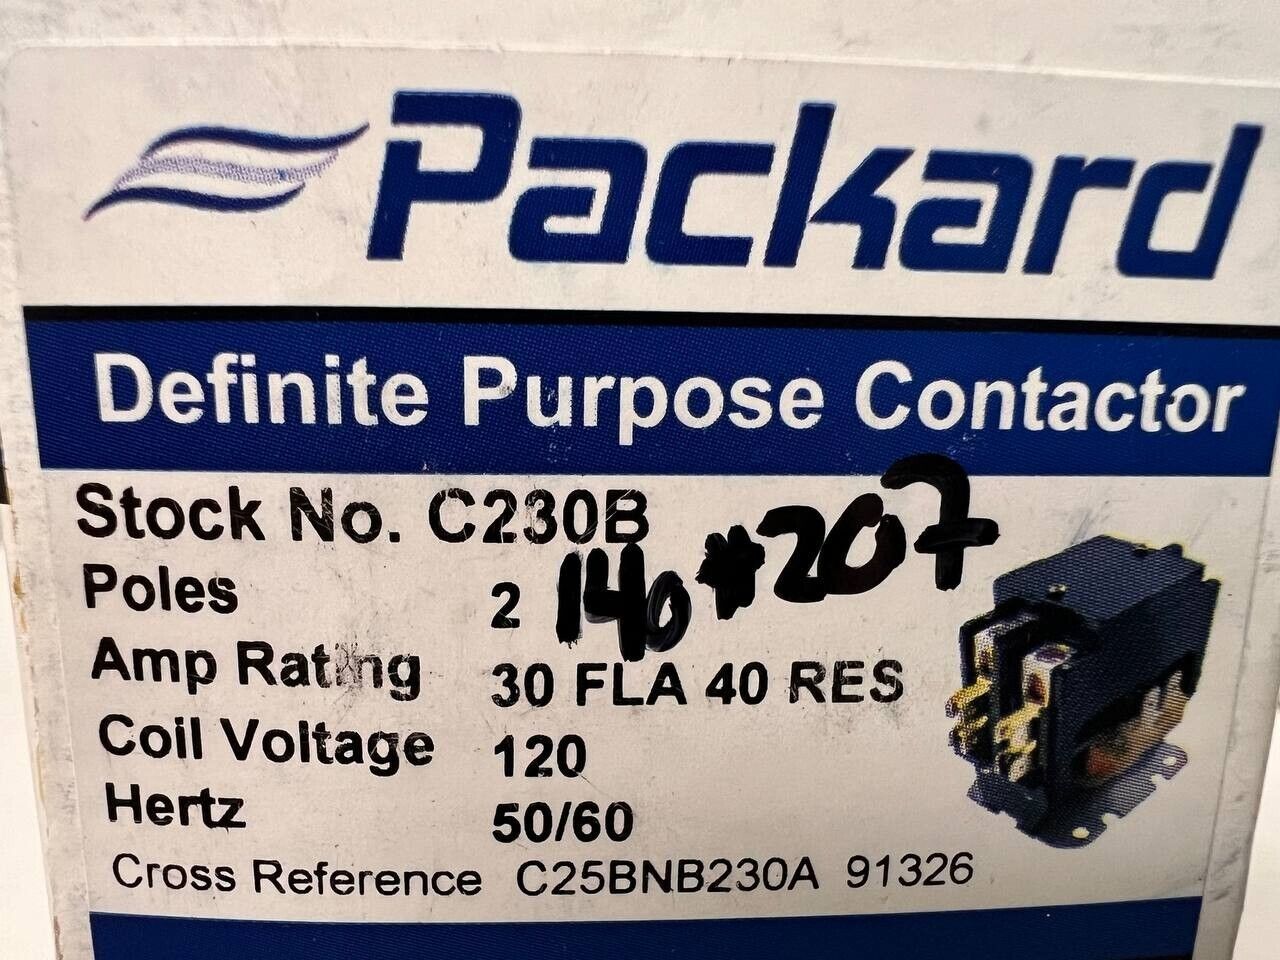 Packard
Definite Purpose Contactor
Stock No. C230B
140 #207
Poles 2
Amp Rating 30 FLA 40 RES
Coil Voltage 120
Hertz 50/60
Cross Reference C25BNB230A 91326